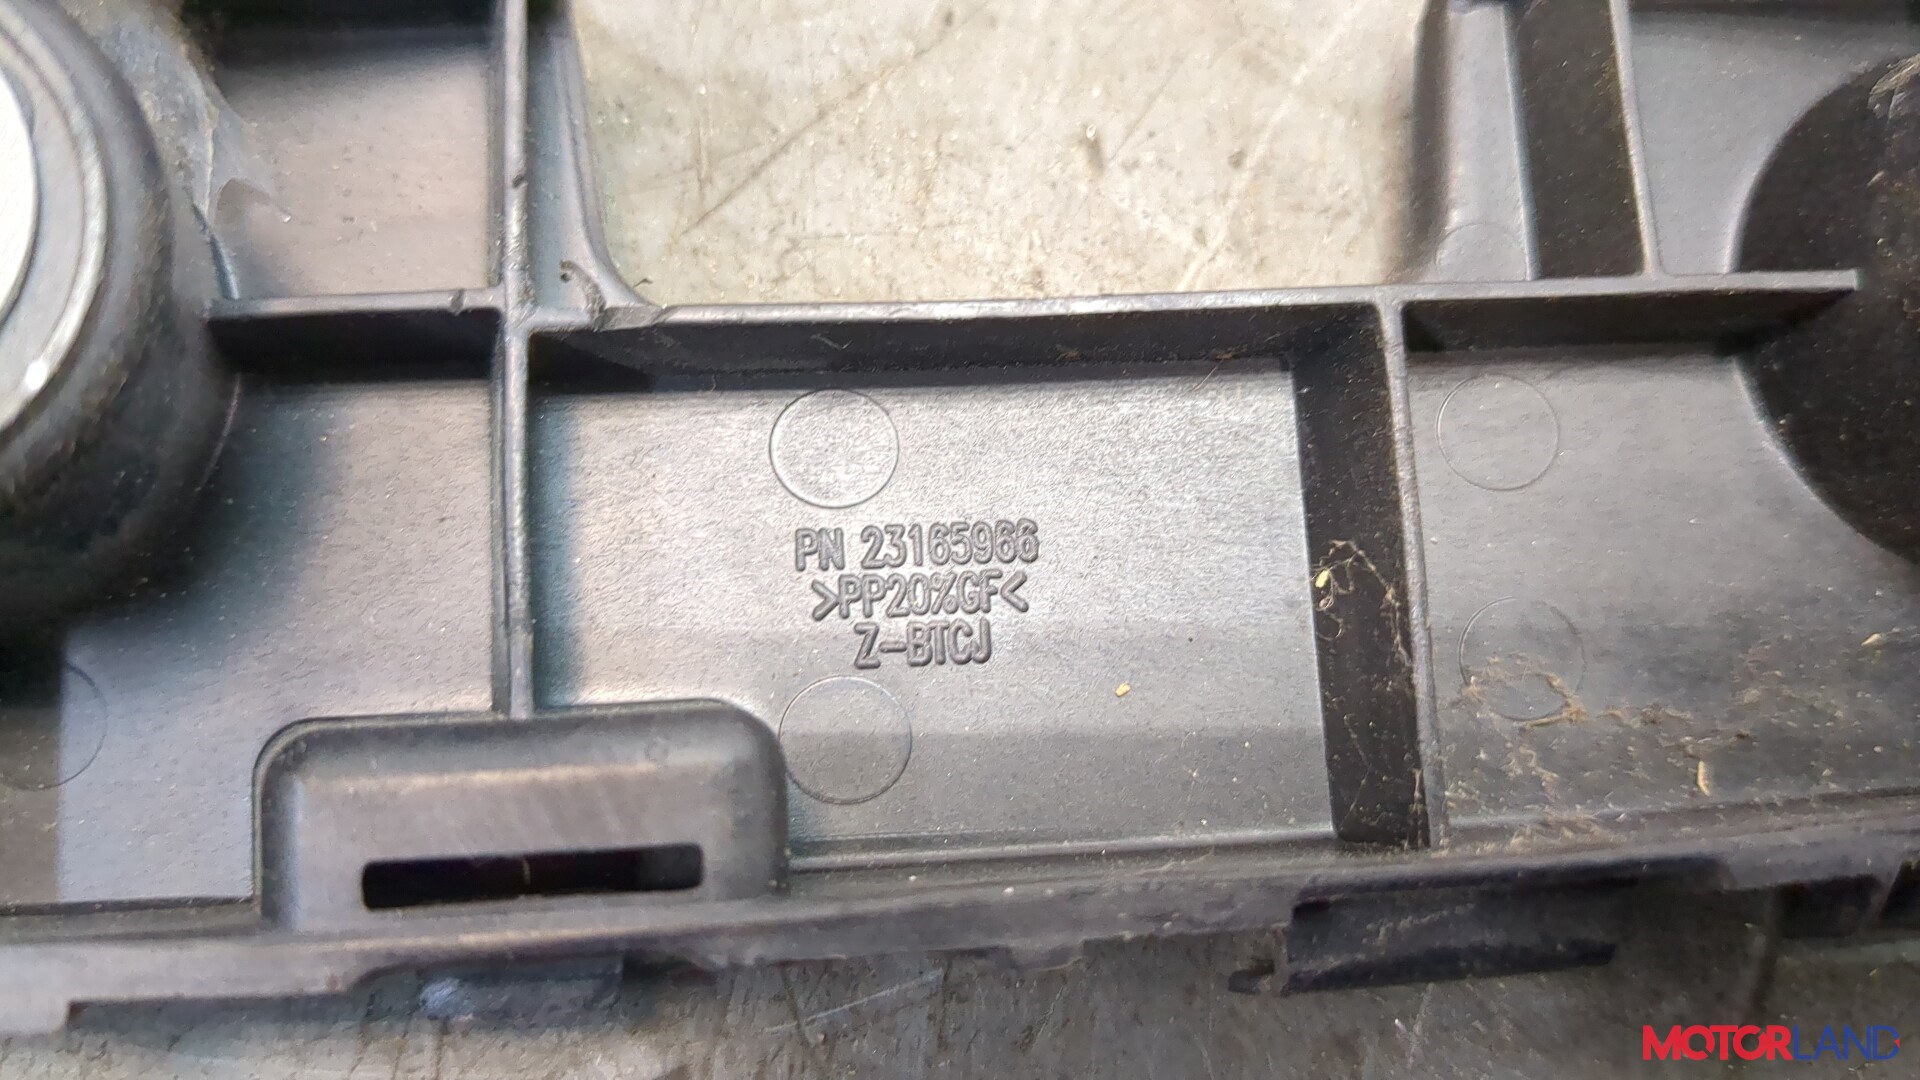 PN 23165966
>PP20%GF<
Z-BTCJ
MOTORLAND